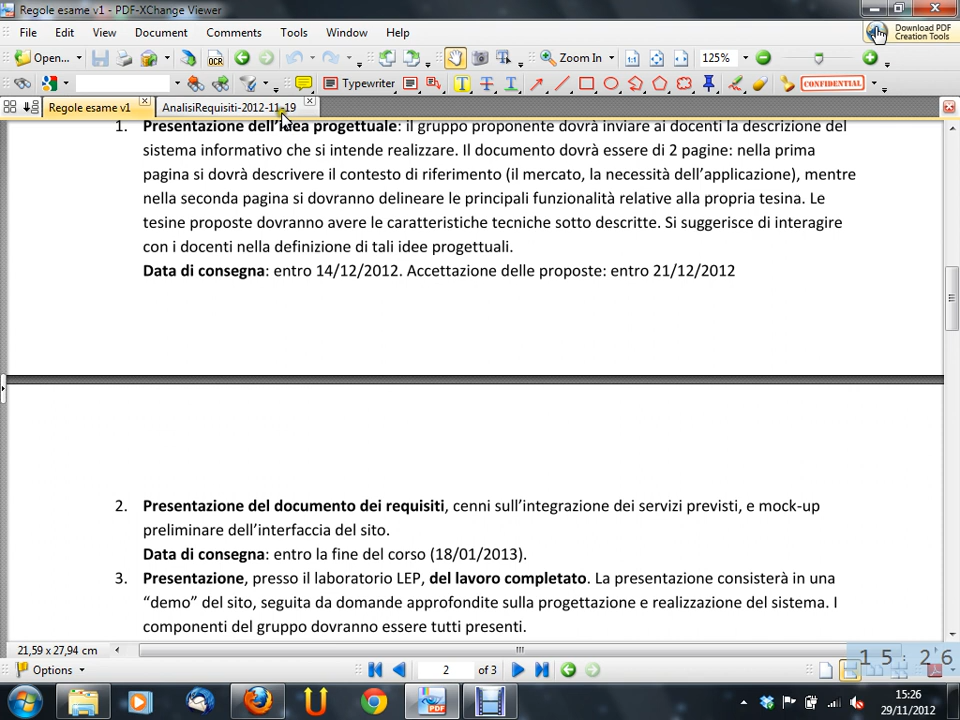 Regole esame v1 - PDF-XChange Viewer
File Edit View Document Comments Tools Window Help
Download PDF
Creation Tools
Open... OCR Zoom In 125%
Typewriter CONFIDENTIAL
Regole esame v1 AnalisiRequisiti-2012-11-19
1. Presentazione dell'idea progettuale: il gruppo proponente dovrà inviare ai docenti la descrizione del
sistema informativo che si intende realizzare. Il documento dovrà essere di 2 pagine: nella prima
pagina si dovrà descrivere il contesto di riferimento (il mercato, la necessità dell'applicazione), mentre
nella seconda pagina si dovranno delineare le principali funzionalità relative alla propria tesina. Le
tesine proposte dovranno avere le caratteristiche tecniche sotto descritte. Si suggerisce di interagire
con i docenti nella definizione di tali idee progettuali.
Data di consegna: entro 14/12/2012. Accettazione delle proposte: entro 21/12/2012
2. Presentazione del documento dei requisiti, cenni sull'integrazione dei servizi previsti, e mock-up
preliminare dell'interfaccia del sito.
Data di consegna: entro la fine del corso (18/01/2013).
3. Presentazione, presso il laboratorio LEP, del lavoro completato. La presentazione consisterà in una
“demo” del sito, seguita da domande approfondite sulla progettazione e realizzazione del sistema. I
componenti del gruppo dovranno essere tutti presenti.
21,59 x 27,94 cm
15:26
Options 2 of 3
15:26
29/11/2012